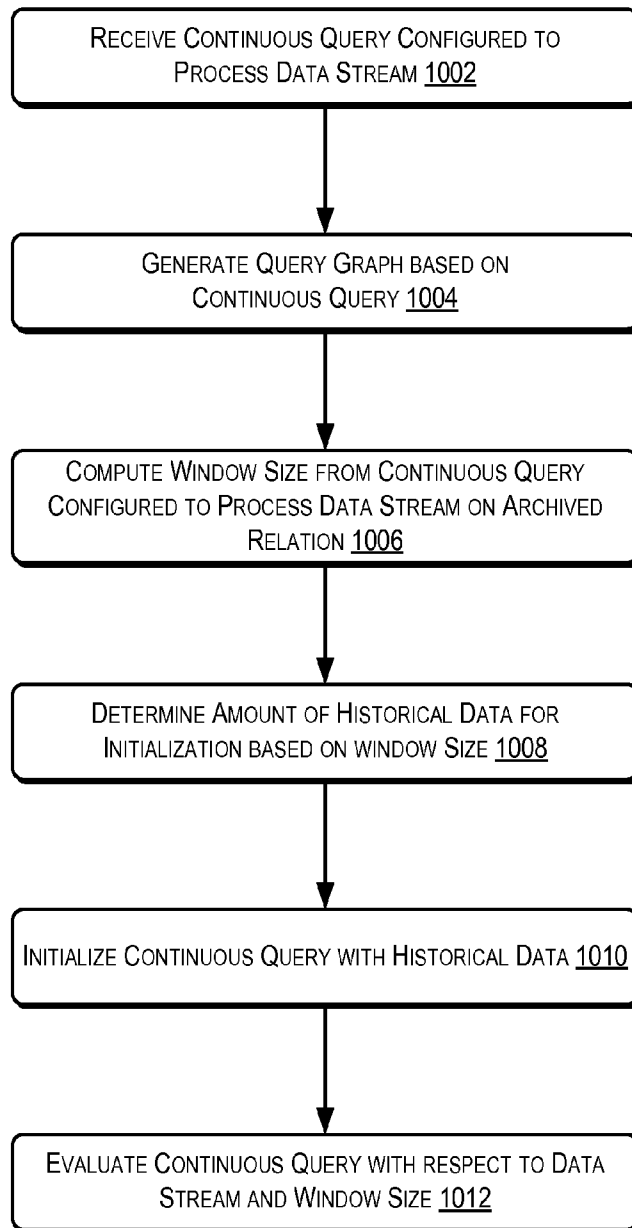 RECEIVE CONTINUOUS QUERY CONFIGURED TO
PROCESS DATA STREAM 1002
GENERATE QUERY GRAPH BASED ON
CONTINUOUS QUERY 1004
COMPUTE WINDOW SIZE FROM CONTINUOUS QUERY
CONFIGURED TO PROCESS DATA STREAM ON ARCHIVED
RELATION 1006
DETERMINE AMOUNT OF HISTORICAL DATA FOR
INITIALIZATION BASED ON WINDOW SIZE 1008
INITIALIZE CONTINUOUS QUERY WITH HISTORICAL DATA 1010
EVALUATE CONTINUOUS QUERY WITH RESPECT TO DATA
STREAM AND WINDOW SIZE 1012